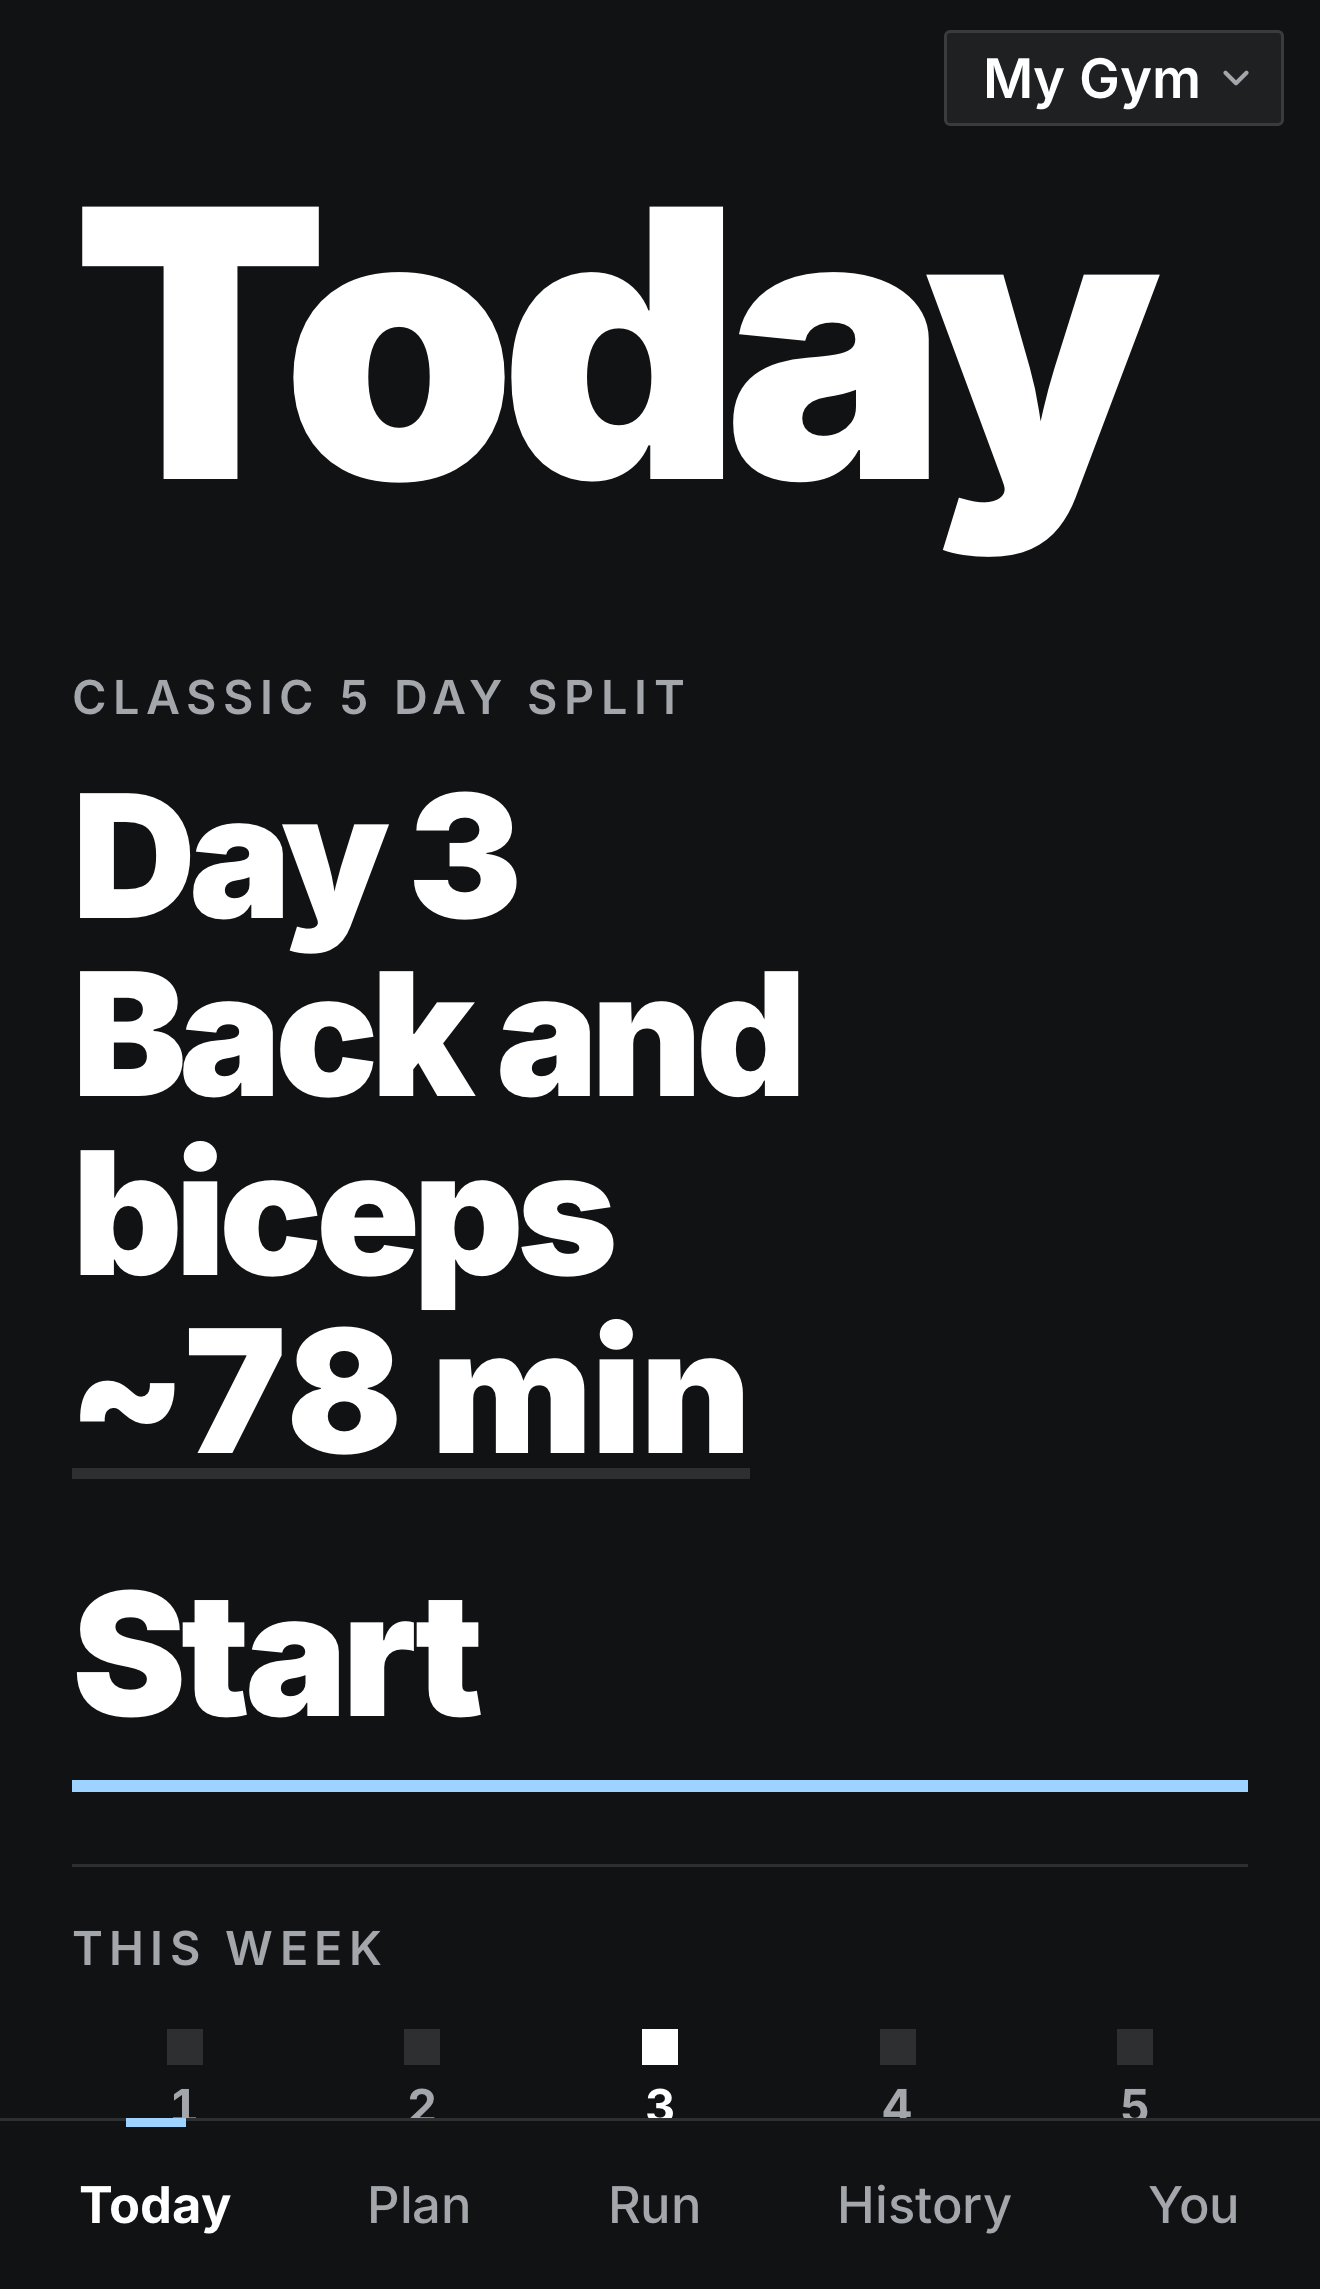 My Gym
Today
CLASSIC 5 DAY SPLIT
Day 3
Back and
biceps
~78 min
Start
THIS WEEK
1 2 3 4 5
Today Plan Run History You